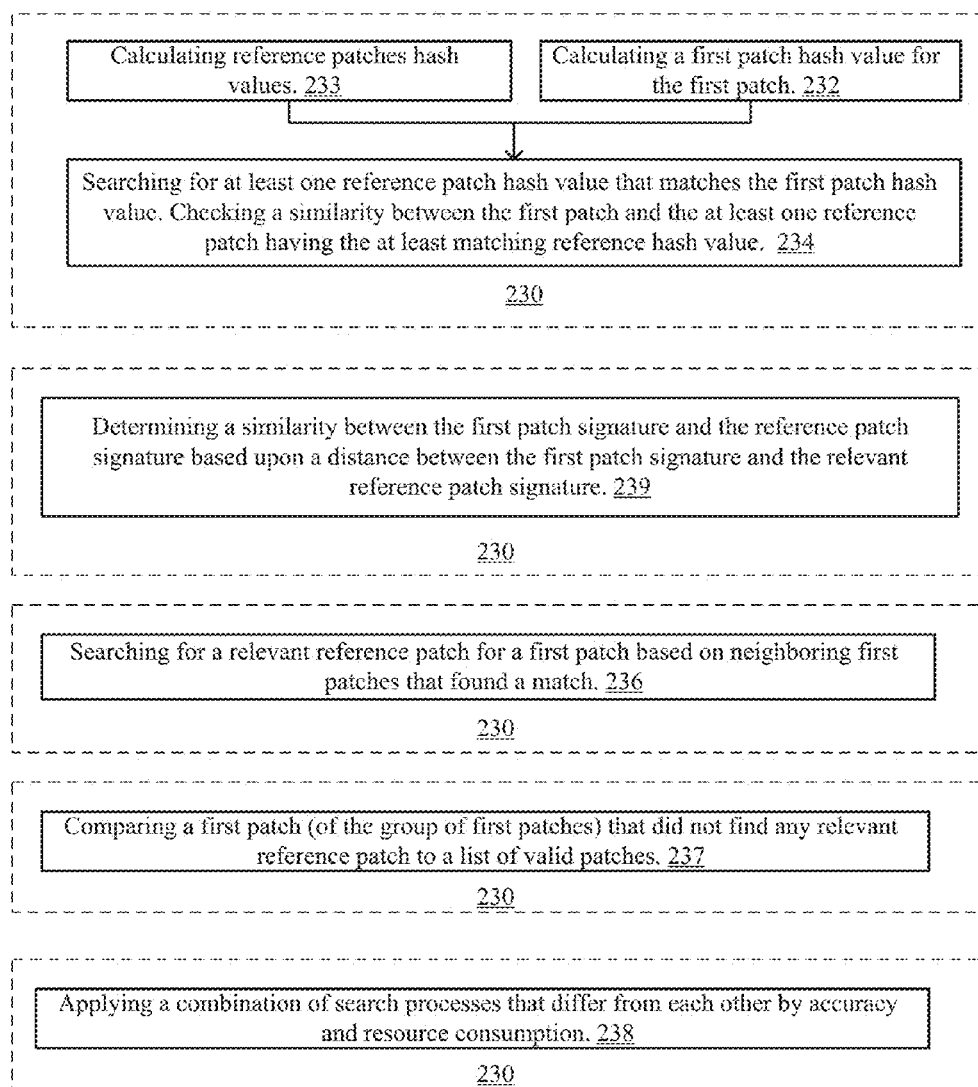 Calculating reference patches hash
values. 233
Calculating a first patch hash value for
the first patch. 232
Searching for at least one reference patch hash value that matches the first patch hash
value. Checking a similarity between the first patch and the at least one reference
patch having the at least matching reference hash value. 234
230
Determining a similarity between the first patch signature and the reference patch
signature based upon a distance between the first patch signature and the relevant
reference patch signature. 239
230
Searching for a relevant reference patch for a first patch based on neighboring first
patches that found a match. 236
230
Comparing a first patch (of the group of first patches) that did not find any relevant
reference patch to a list of valid patches. 237
230
Applying a combination of search processes that differ from each other by accuracy
and resource consumption. 238
230